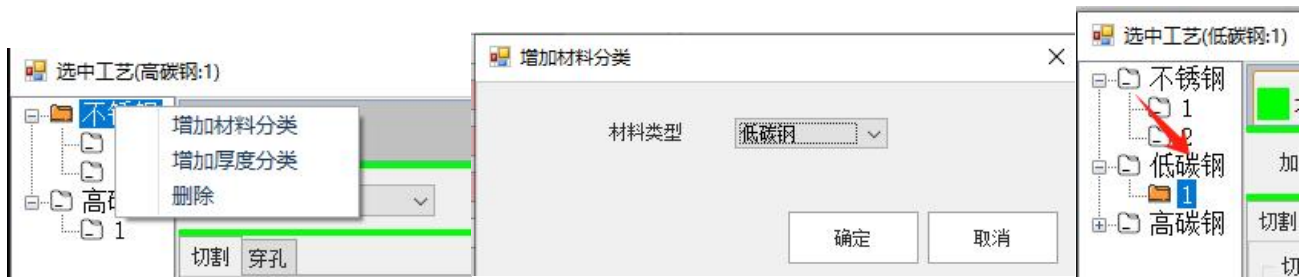 选中工艺(高碳钢:1)
不锈钢
增加材料分类
增加厚度分类
删除
1
切割
穿孔
增加材料分类
材料类型
低碳钢
确定
取消
选中工艺(低碳钢:1)
不锈钢
1
2
低碳钢
1
高碳钢
加
切割
切